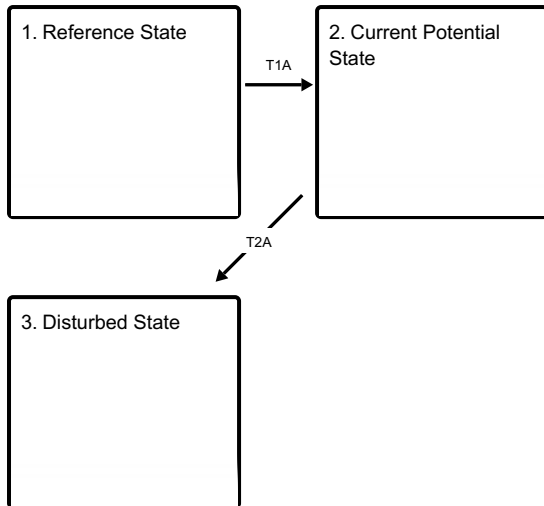 1. Reference State
T1A
2. Current Potential
State
T2A
3. Disturbed State